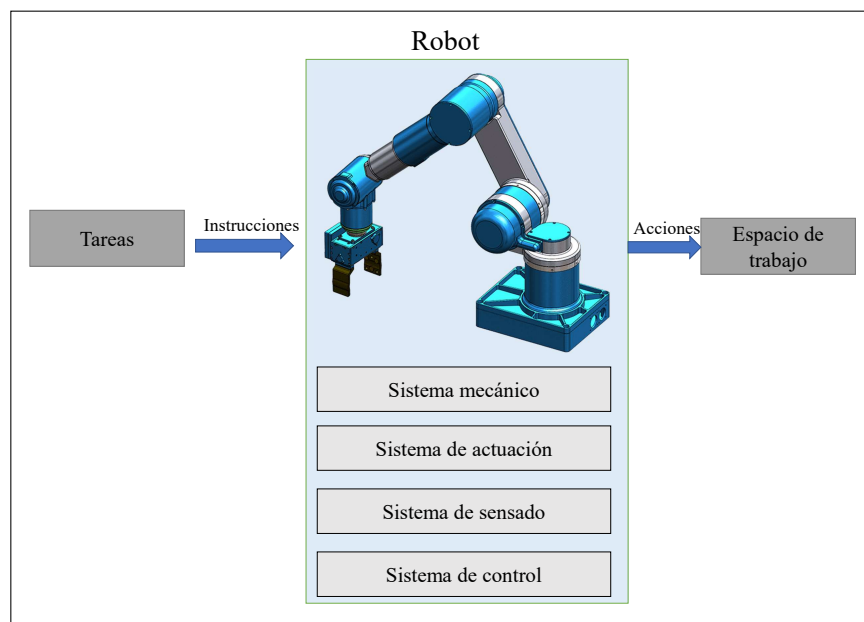 Robot
Tareas
Instrucciones
Acciones
Espacio de
trabajo
Sistema mecánico
Sistema de actuación
Sistema de sensado
Sistema de control